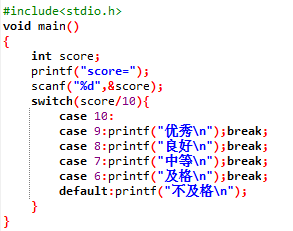 #include<stdio.h>
void main()
{
int score;
printf("score=");
scanf("%d",&score);
switch(score/10){
case 10:
case 9:printf("优秀\n");break;
case 8:printf("良好\n");break;
case 7:printf("中等\n");break;
case 6:printf("及格\n");break;
default:printf("不及格\n");
}
}